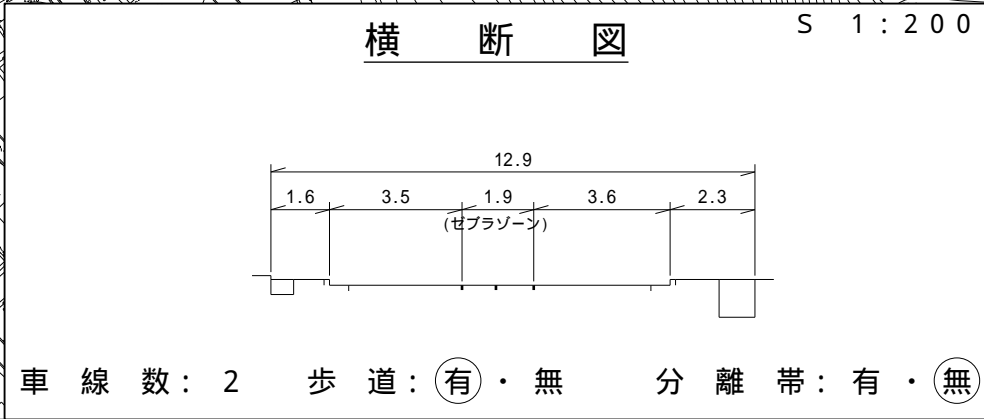 横 断 図
S 1:200
12.9
1.6 3.5 1.9 3.6 2.3
(ゼブラゾーン)
車 線 数: 2 歩 道: 有 ・ 無 分 離 帯: 有 ・ 無